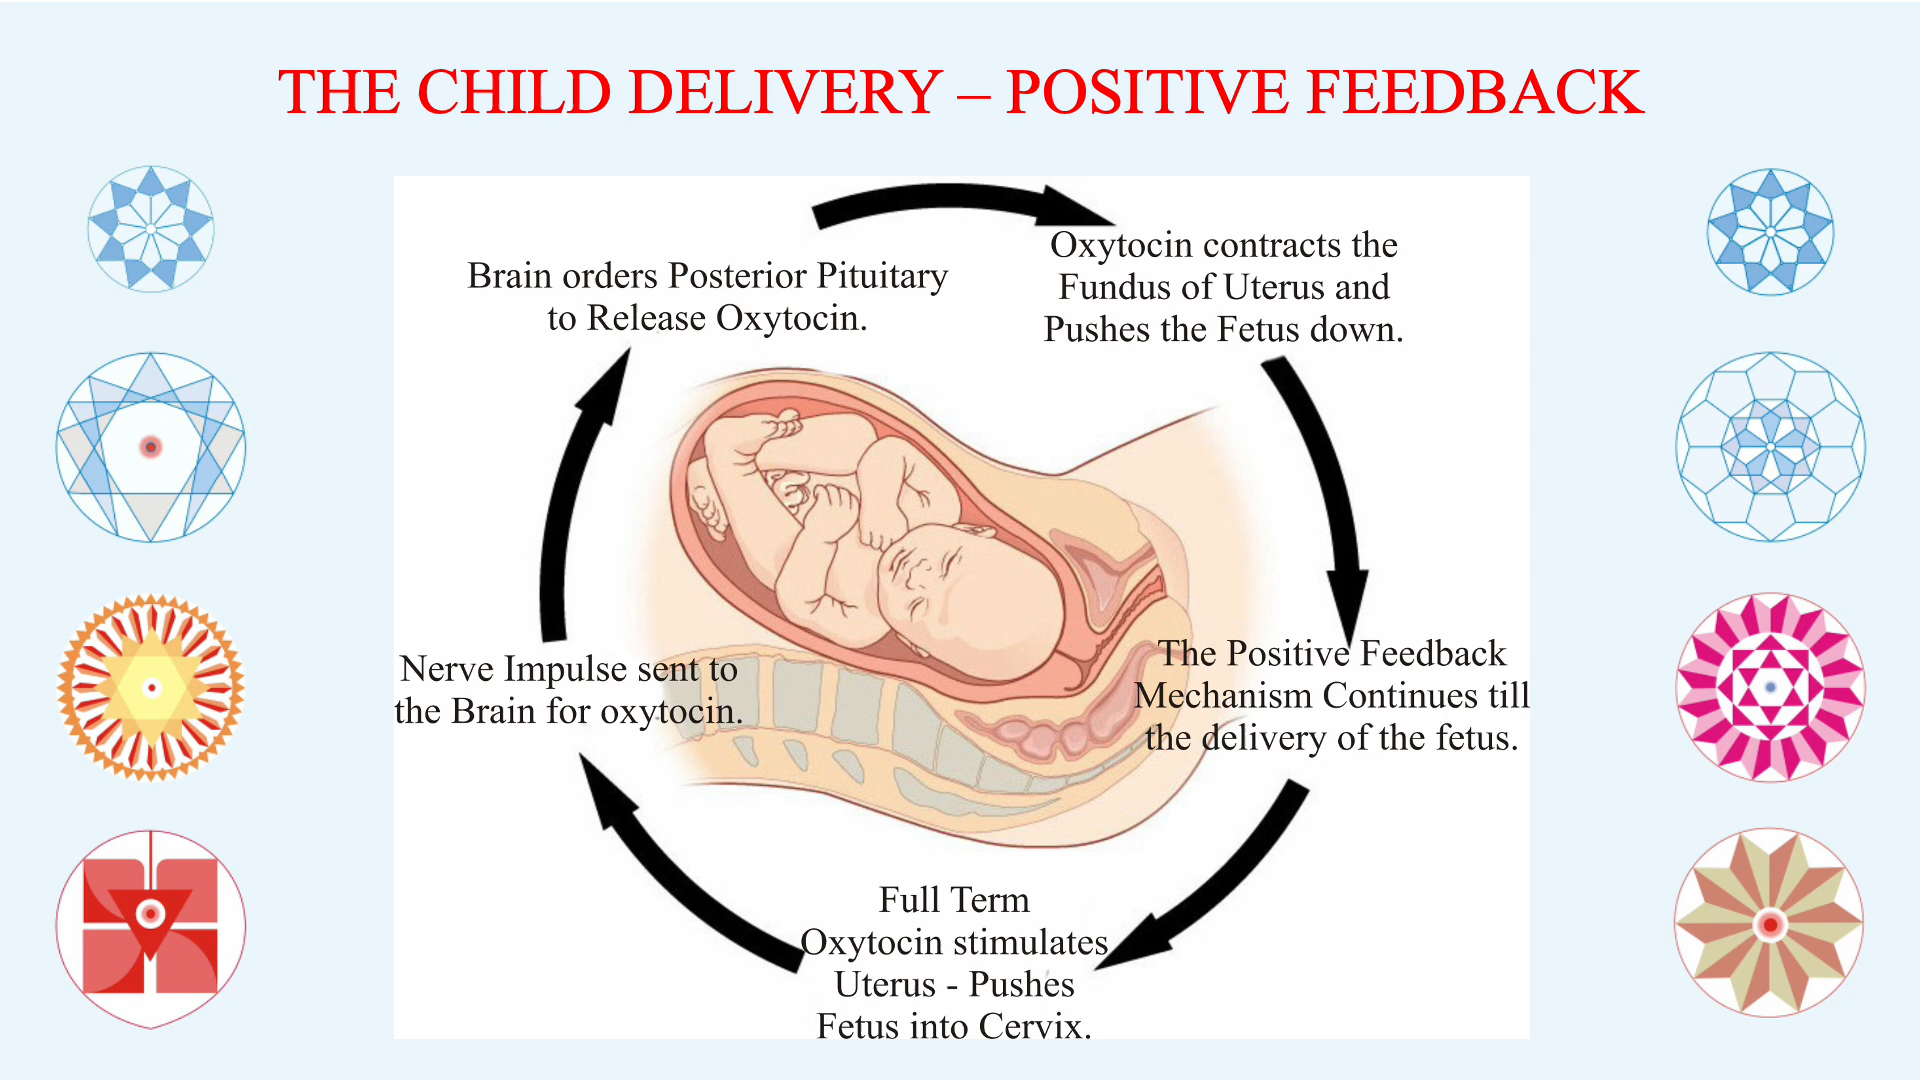 THE CHILD DELIVERY – POSITIVE FEEDBACK
Brain orders Posterior Pituitary
to Release Oxytocin.
Oxytocin contracts the
Fundus of Uterus and
Pushes the Fetus down.
The Positive Feedback
Mechanism Continues till
the delivery of the fetus.
Full Term
Oxytocin stimulates
Uterus - Pushes
Fetus into Cervix.
Nerve Impulse sent to
the Brain for oxytocin.